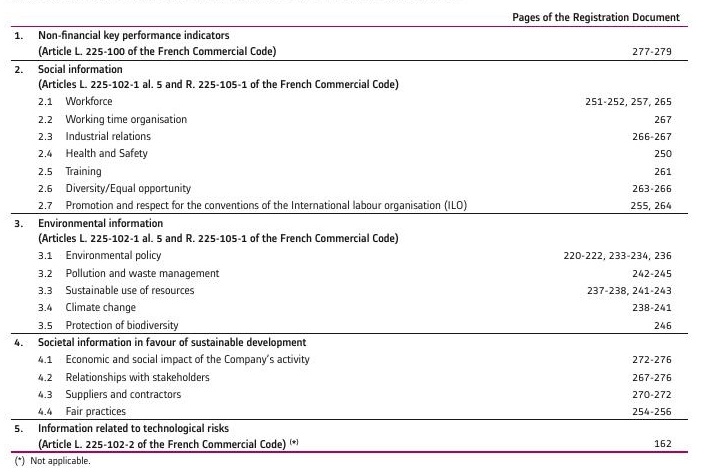 Pages of the Registration Document
1. Non-financial key performance indicators
(Article L. 225-100 of the French Commercial Code) 277-279
2. Social information
(Articles L. 225-102-1 al. 5 and R. 225-105-1 of the French Commercial Code)
2.1 Workforce 251-252, 257, 265
2.2 Working time organisation 267
2.3 Industrial relations 266-267
2.4 Health and Safety 250
2.5 Training 261
2.6 Diversity/Equal opportunity 263-266
2.7 Promotion and respect for the conventions of the International labour organisation (ILO) 255, 264
3. Environmental information
(Articles L. 225-102-1 al. 5 and R. 225-105-1 of the French Commercial Code)
3.1 Environmental policy 220-222, 233-234, 236
3.2 Pollution and waste management 242-245
3.3 Sustainable use of resources 237-238, 241-243
3.4 Climate change 238-241
3.5 Protection of biodiversity 246
4. Societal information in favour of sustainable development
4.1 Economic and social impact of the Company's activity 272-276
4.2 Relationships with stakeholders 267-276
4.3 Suppliers and contractors 270-272
4.4 Fair practices 254-256
5. Information related to technological risks
(Article L. 225-102-2 of the French Commercial Code) (*) 162
(*) Not applicable.